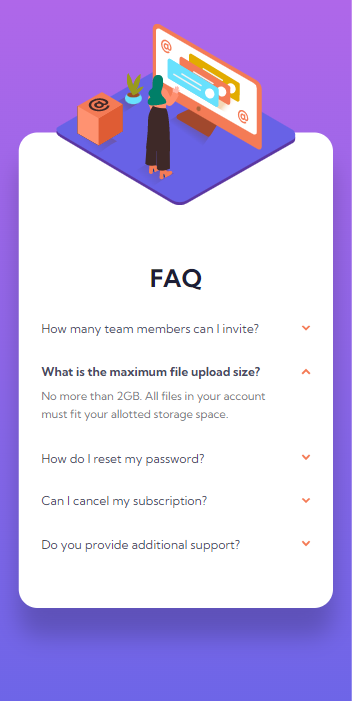 @
@
@
FAQ
How many team members can I invite?
What is the maximum file upload size?
No more than 2GB. All files in your account
must fit your allotted storage space.
How do I reset my password?
Can I cancel my subscription?
Do you provide additional support?